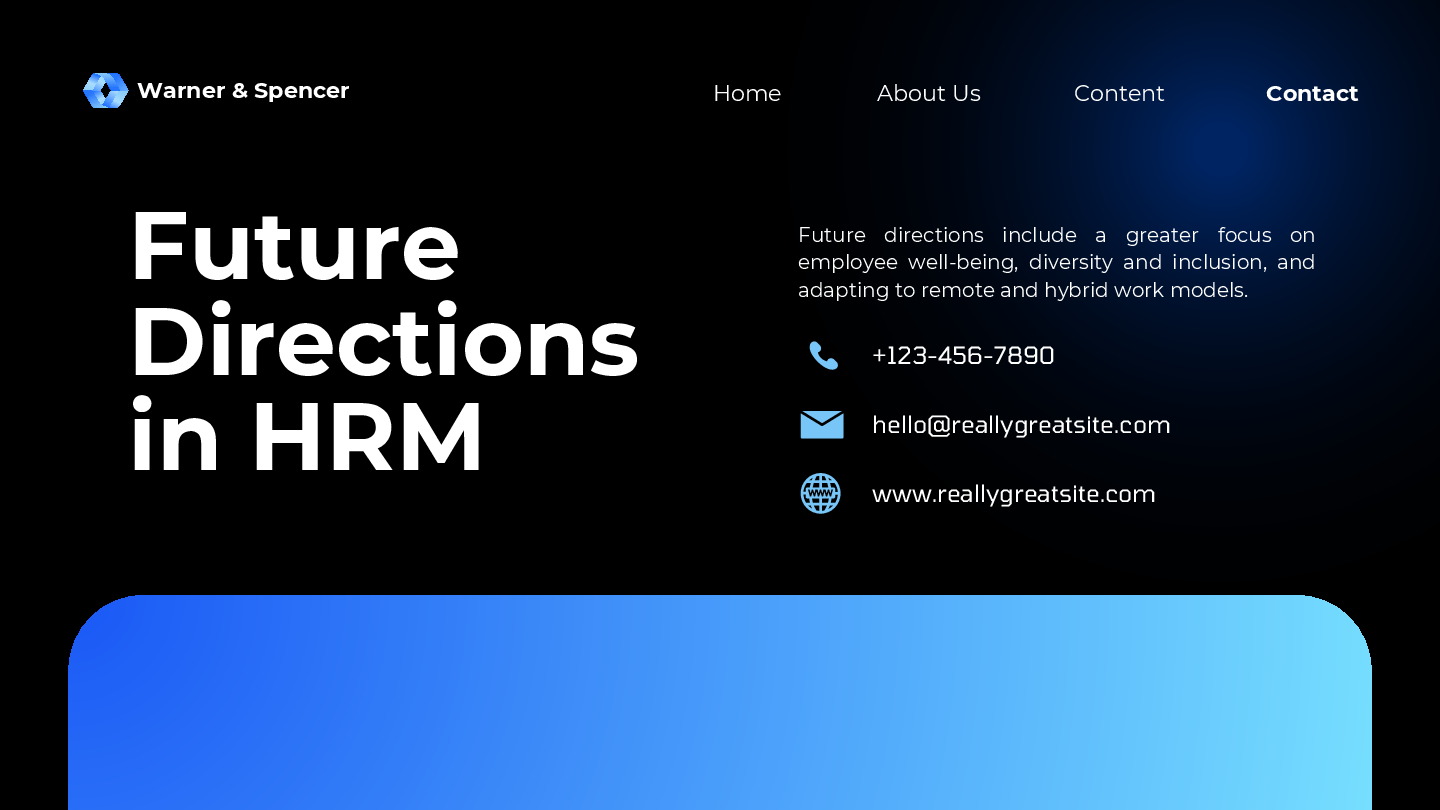 Warner & Spencer
Home
About Us
Content
Contact
Future
Directions
in HRM
Future directions include a greater focus on
employee well-being, diversity and inclusion, and
adapting to remote and hybrid work models.
+123-456-7890
hello@reallygreatsite.com
WWW
www.reallygreatsite.com